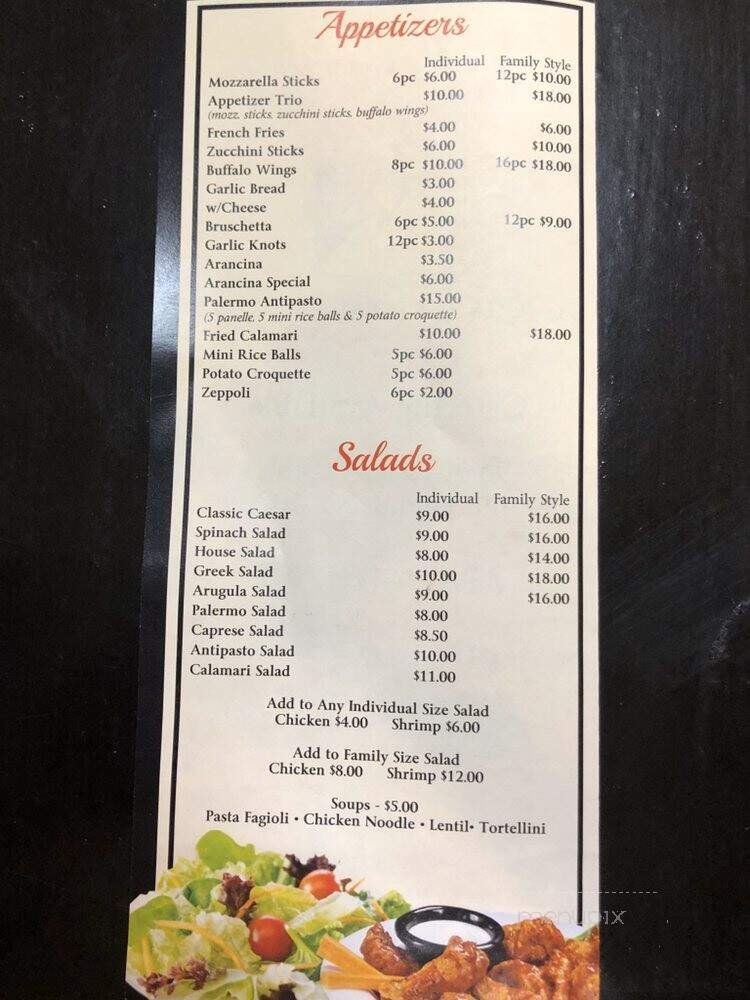 Appetizers
Individual Family Style
Mozzarella Sticks 6pc $6.00 12pc $10.00
Appetizer Trio $10.00 $18.00
(mozz. sticks, zucchini sticks, buffalo wings)
French Fries $4.00 $6.00
Zucchini Sticks $6.00 $10.00
Buffalo Wings 8pc $10.00 16pc $18.00
Garlic Bread $3.00
w/Cheese $4.00
Bruschetta 6pc $5.00 12pc $9.00
Garlic Knots 12pc $3.00
Arancina $3.50
Arancina Special $6.00
Palermo Antipasto $15.00
(5 panelle, 5 mini rice balls & 5 potato croquette)
Fried Calamari $10.00 $18.00
Mini Rice Balls 5pc $6.00
Potato Croquette 5pc $6.00
Zeppoli 6pc $2.00
Salads
Individual Family Style
Classic Caesar $9.00 $16.00
Spinach Salad $9.00 $16.00
House Salad $8.00 $14.00
Greek Salad $10.00 $18.00
Arugula Salad $9.00 $16.00
Palermo Salad $8.00
Caprese Salad $8.50
Antipasto Salad $10.00
Calamari Salad $11.00
Add to Any Individual Size Salad
Chicken $4.00 Shrimp $6.00
Add to Family Size Salad
Chicken $8.00 Shrimp $12.00
Soups - $5.00
Pasta Fagioli • Chicken Noodle • Lentil• Tortellini
menupix